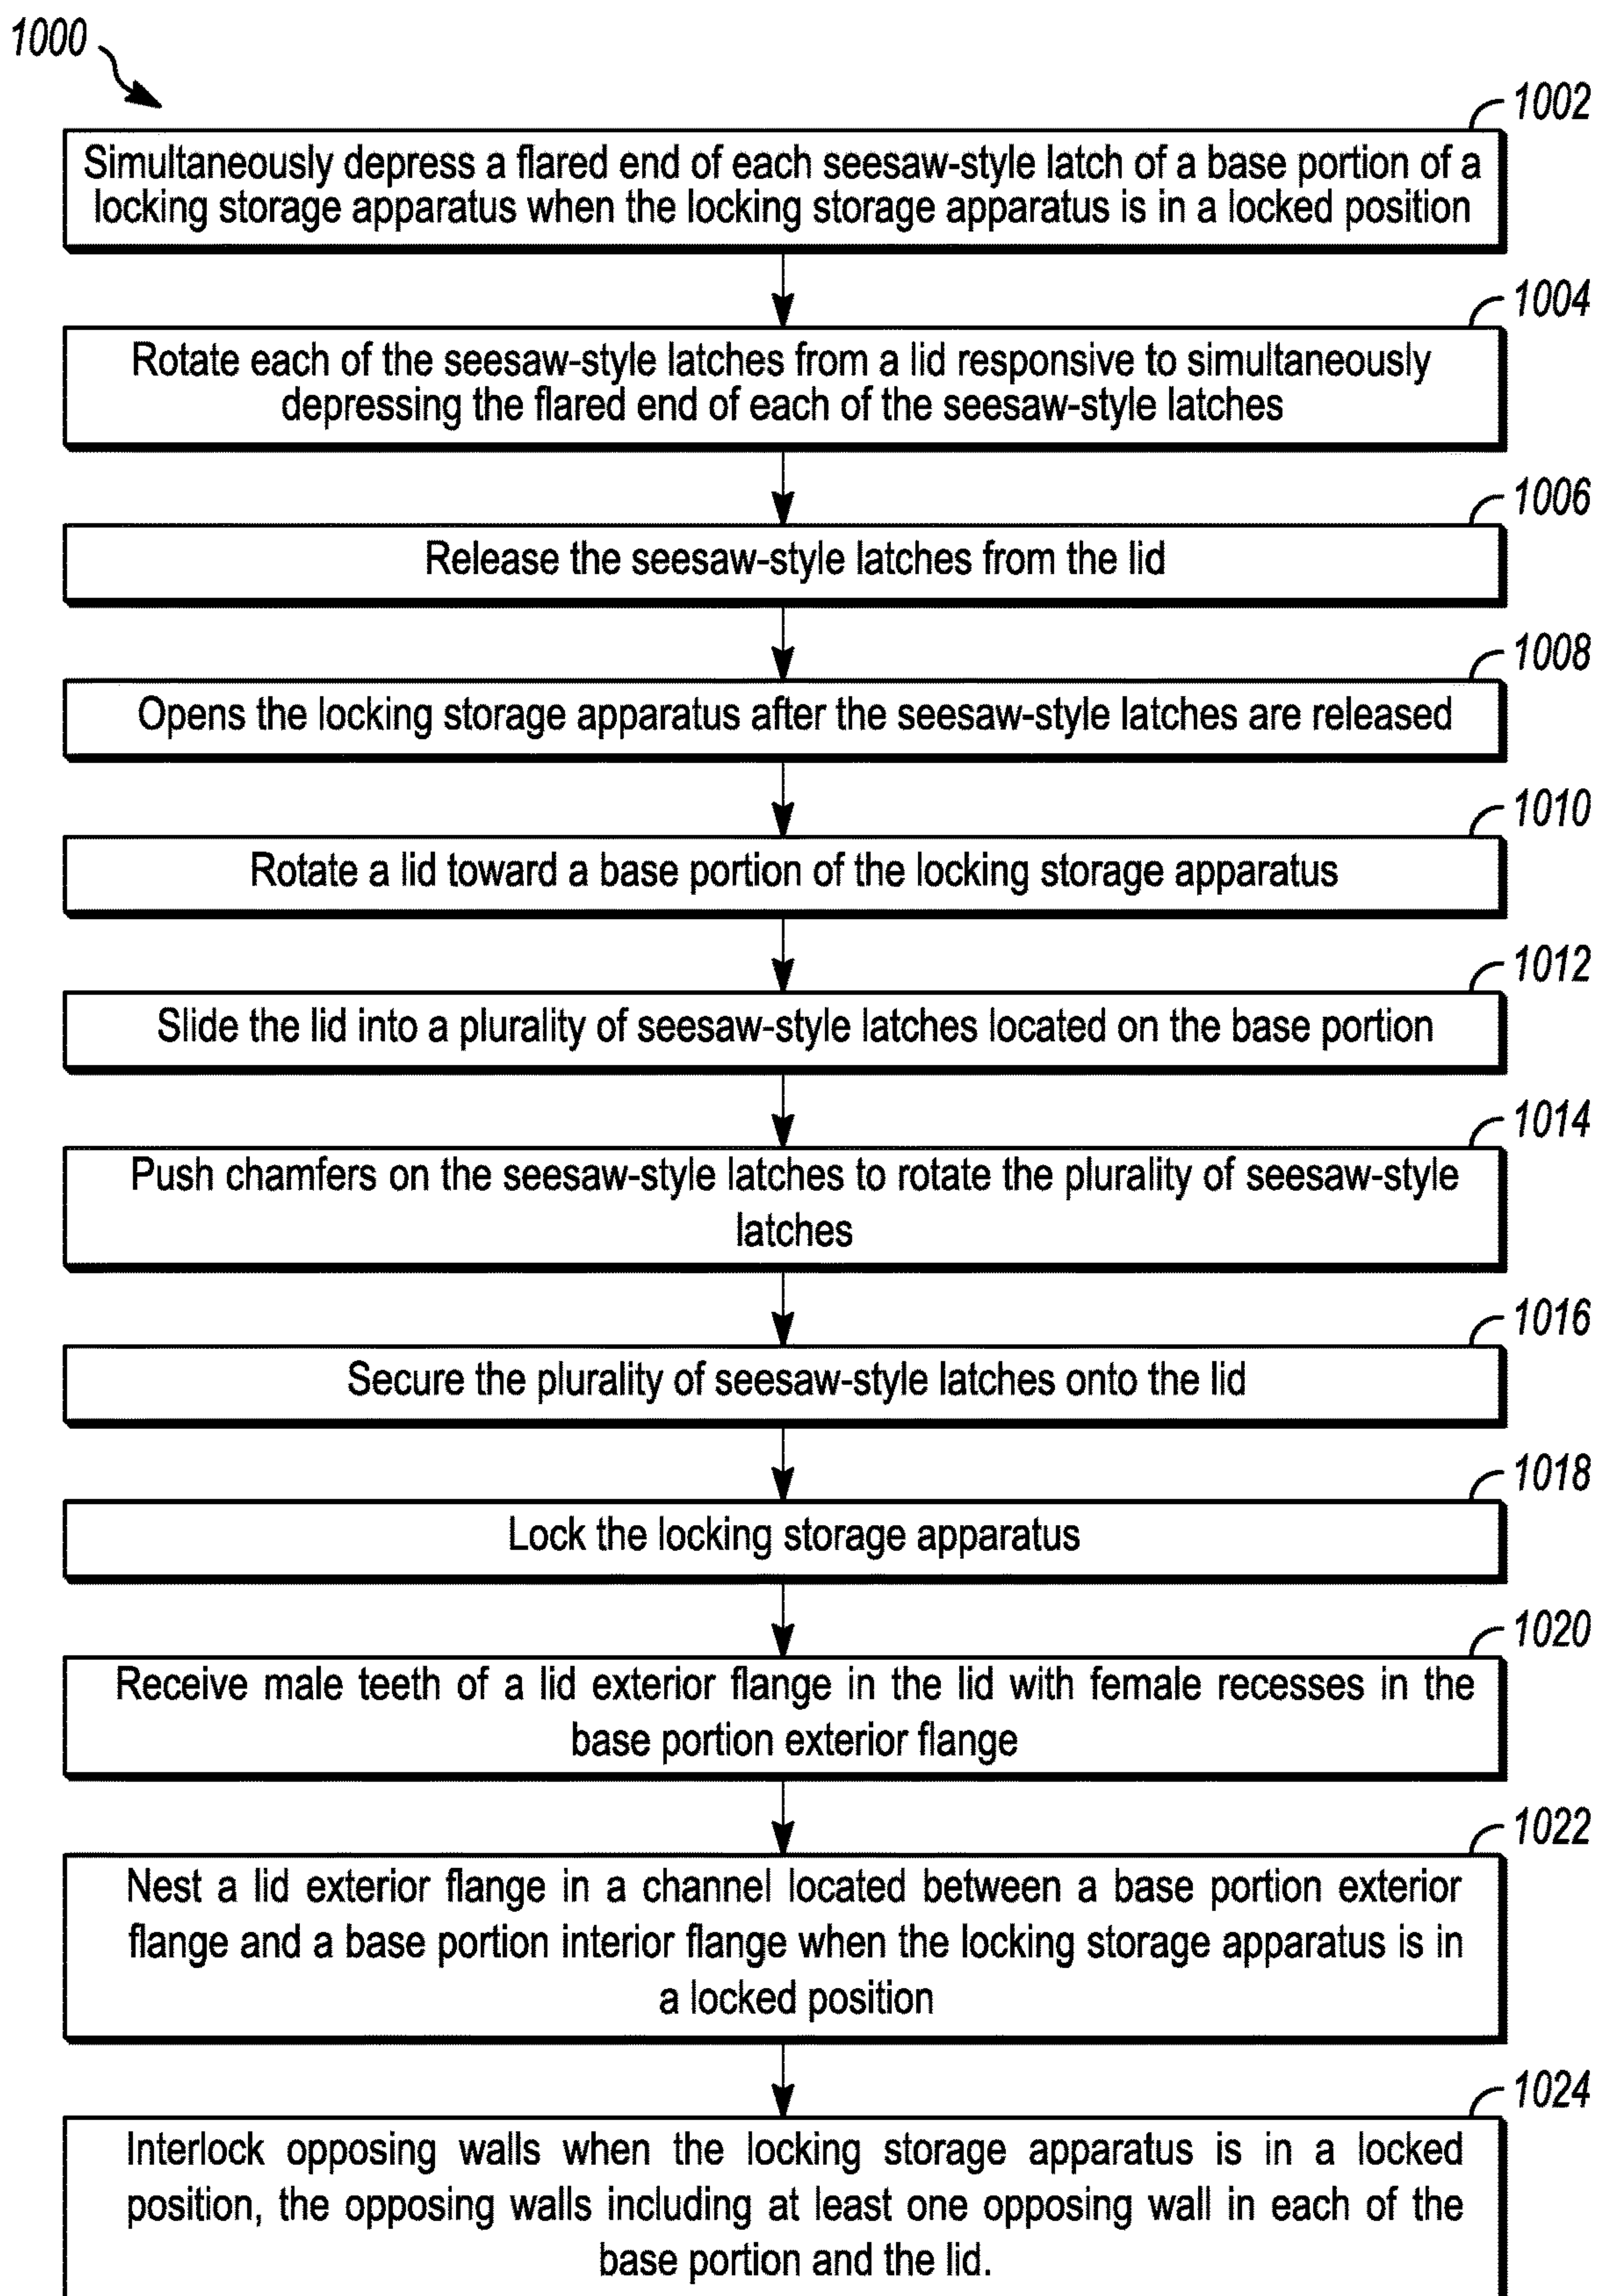 1000
1002
Simultaneously depress a flared end of each seesaw-style latch of a base portion of a
locking storage apparatus when the locking storage apparatus is in a locked position
1004
Rotate each of the seesaw-style latches from a lid responsive to simultaneously
depressing the flared end of each of the seesaw-style latches
1006
Release the seesaw-style latches from the lid
1008
Opens the locking storage apparatus after the seesaw-style latches are released
1010
Rotate a lid toward a base portion of the locking storage apparatus
1012
Slide the lid into a plurality of seesaw-style latches located on the base portion
1014
Push chamfers on the seesaw-style latches to rotate the plurality of seesaw-style
latches
1016
Secure the plurality of seesaw-style latches onto the lid
1018
Lock the locking storage apparatus
1020
Receive male teeth of a lid exterior flange in the lid with female recesses in the
base portion exterior flange
1022
Nest a lid exterior flange in a channel located between a base portion exterior
flange and a base portion interior flange when the locking storage apparatus is in
a locked position
1024
Interlock opposing walls when the locking storage apparatus is in a locked
position, the opposing walls including at least one opposing wall in each of the
base portion and the lid.